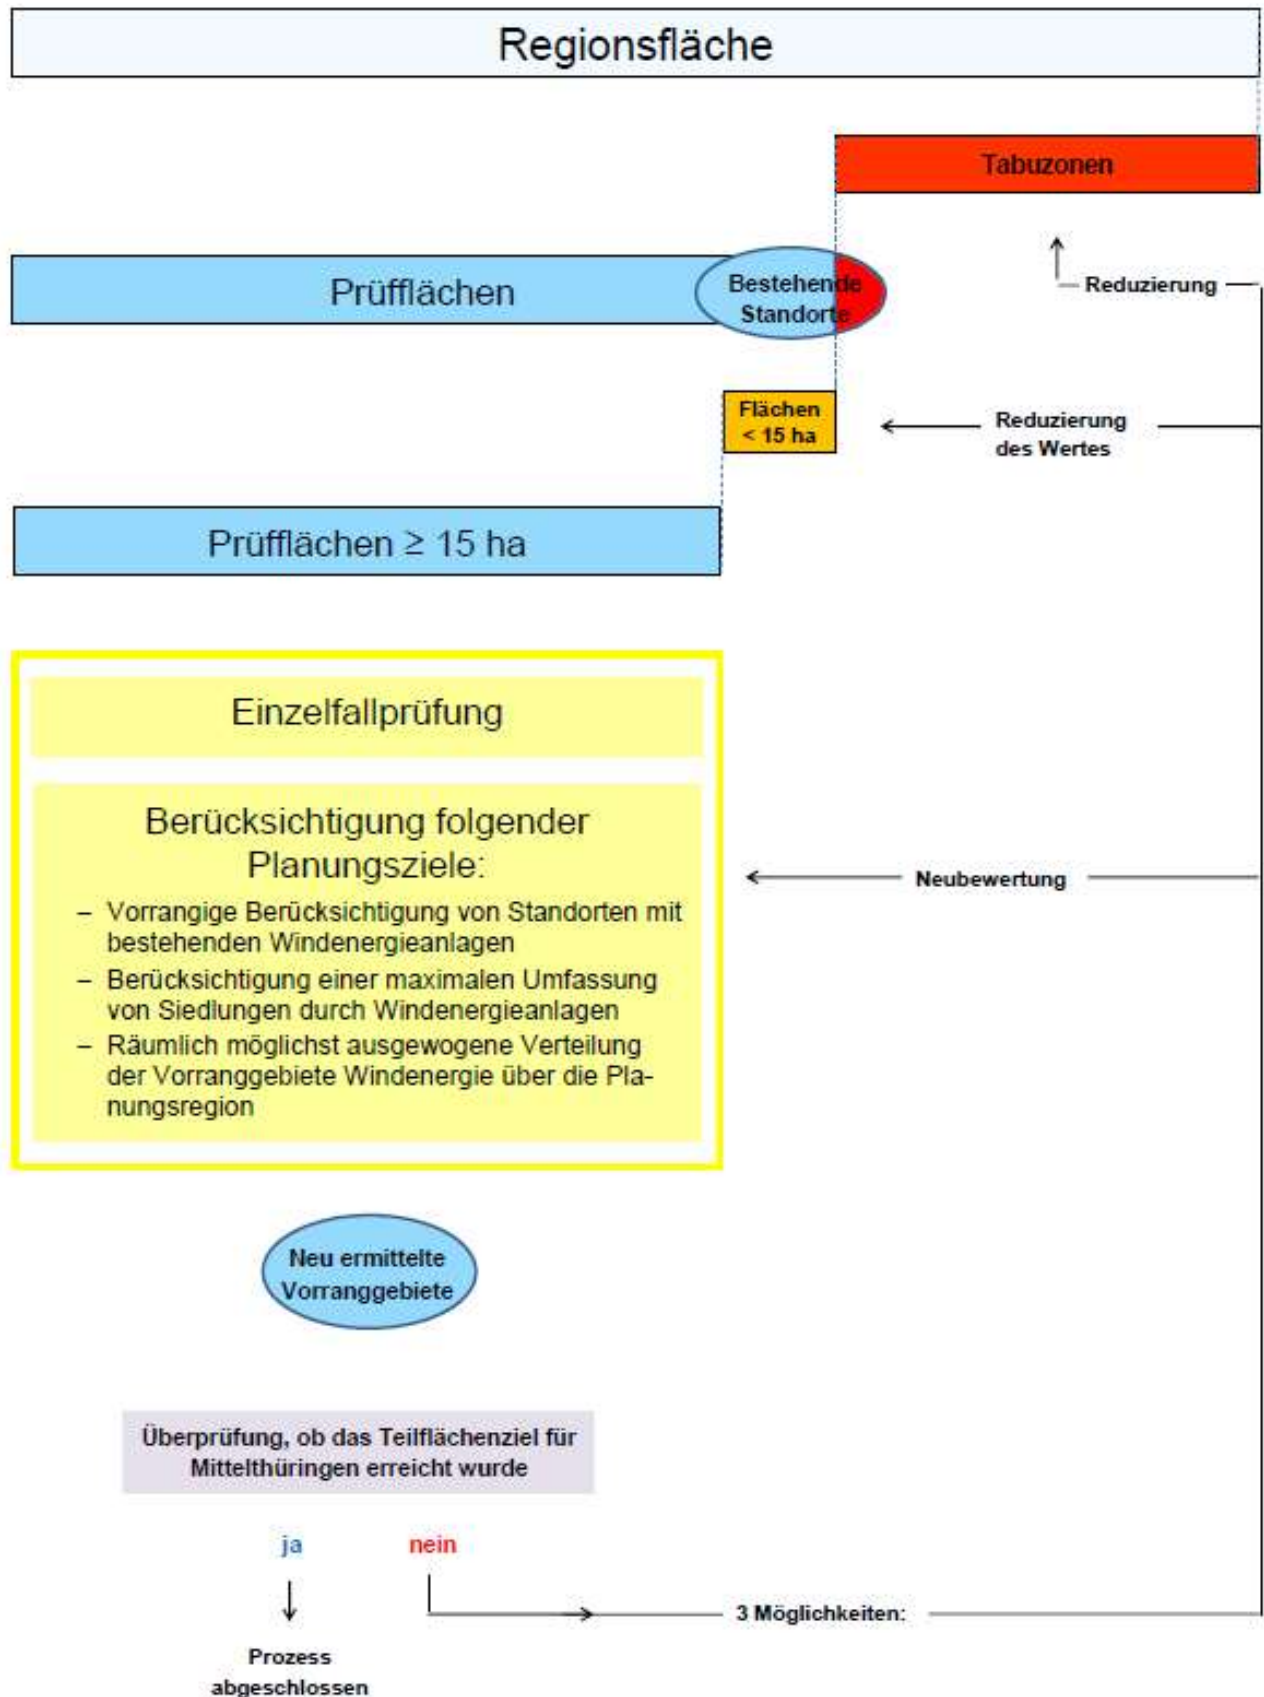 Regionsfläche
Tabuzonen
Prüfflächen
Bestehende
Standorte
Reduzierung
Flächen
< 15 ha
Reduzierung
des Wertes
Prüfflächen ≥ 15 ha
Einzelfallprüfung
Berücksichtigung folgender
Planungsziele:
– Vorrangige Berücksichtigung von Standorten mit
bestehenden Windenergieanlagen
– Berücksichtigung einer maximalen Umfassung
von Siedlungen durch Windenergieanlagen
– Räumlich möglichst ausgewogene Verteilung
der Vorranggebiete Windenergie über die Pla-
nungsregion
Neubewertung
Neu ermittelte
Vorranggebiete
Überprüfung, ob das Teilflächenziel für
Mittelthüringen erreicht wurde
ja
nein
3 Möglichkeiten:
Prozess
abgeschlossen